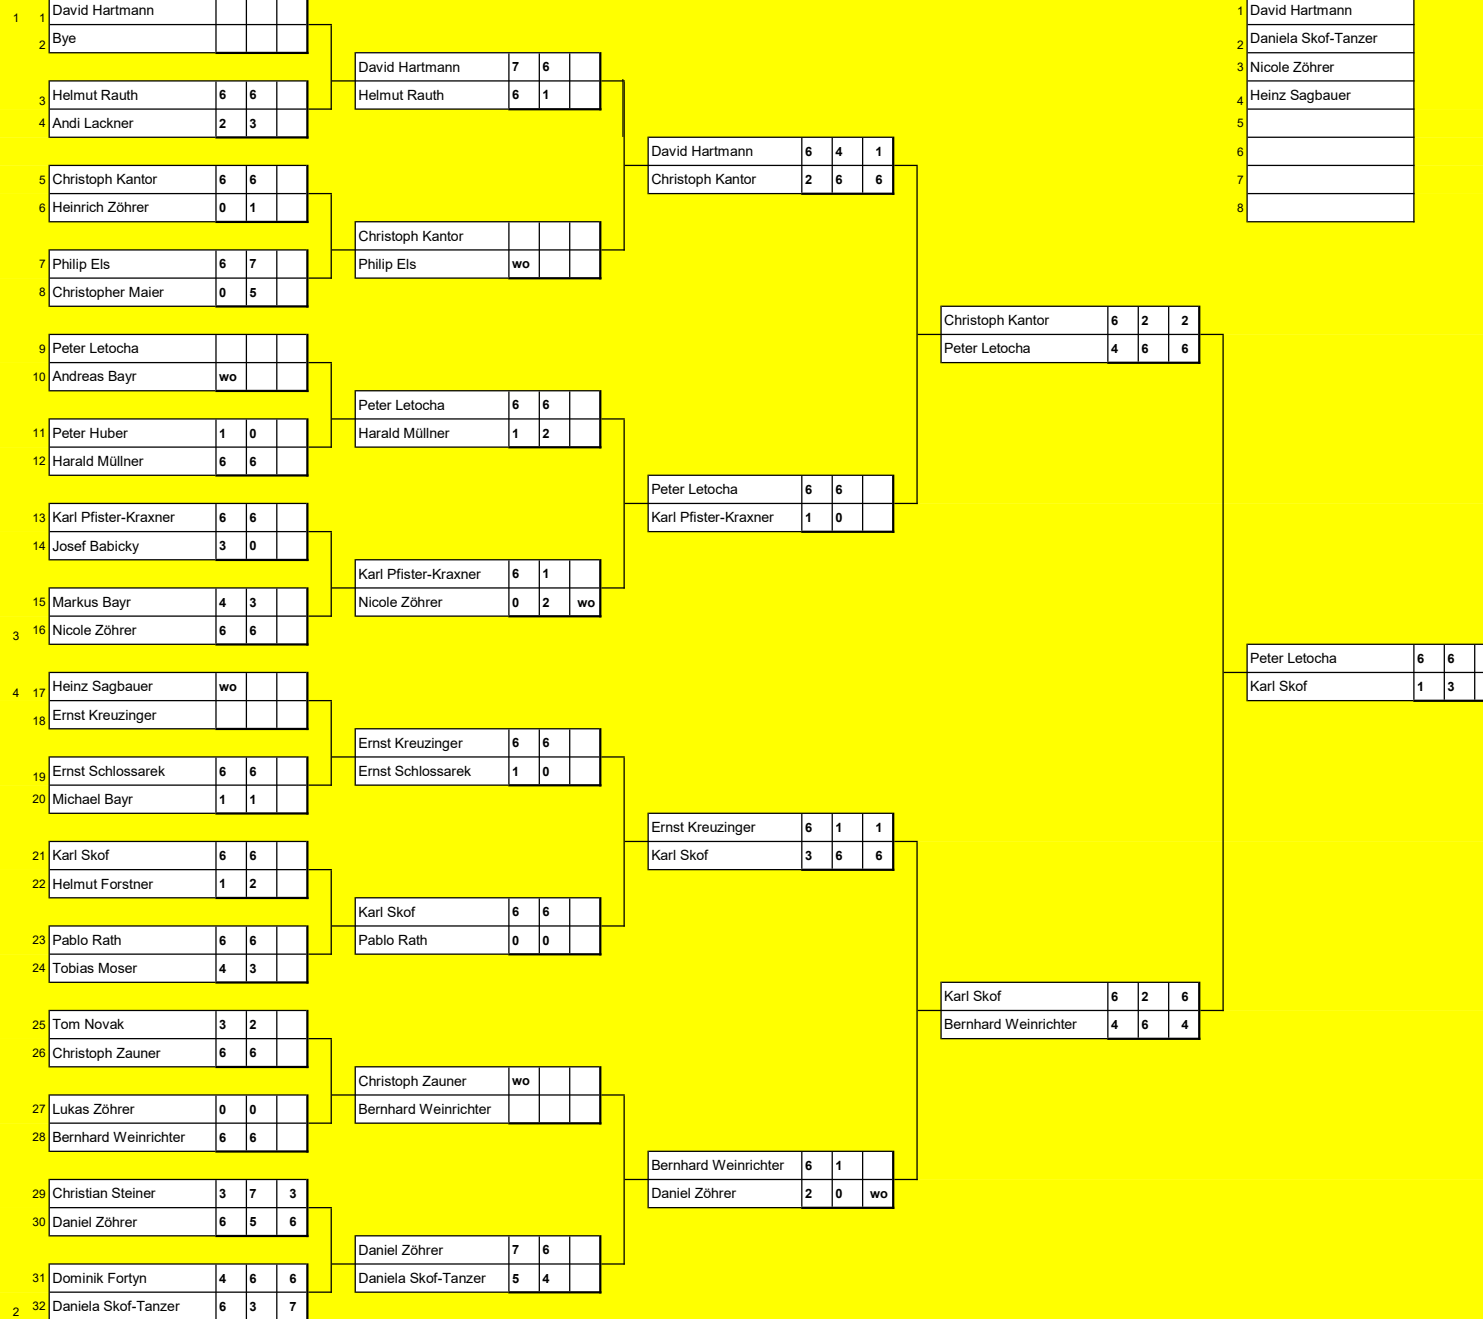 1 1 David Hartmann
2 Bye
3 Helmut Rauth 6 6
4 Andi Lackner 2 3
5 Christoph Kantor 6 6
6 Heinrich Zöhrer 0 1
7 Philip Els 6 7
8 Christopher Maier 0 5
9 Peter Letocha
10 Andreas Bayr wo
11 Peter Huber 1 0
12 Harald Müllner 6 6
13 Karl Pfister-Kraxner 6 6
14 Josef Babicky 3 0
15 Markus Bayr 4 3
3 16 Nicole Zöhrer 6 6
4 17 Heinz Sagbauer wo
18 Ernst Kreuzinger
19 Ernst Schlossarek 6 6
20 Michael Bayr 1 1
21 Karl Skof 6 6
22 Helmut Forstner 1 2
23 Pablo Rath 6 6
24 Tobias Moser 4 3
25 Tom Novak 3 2
26 Christoph Zauner 6 6
27 Lukas Zöhrer 0 0
28 Bernhard Weinrichter 6 6
29 Christian Steiner 3 7 3
30 Daniel Zöhrer 6 5 6
31 Dominik Fortyn 4 6 6
2 32 Daniela Skof-Tanzer 6 3 7
David Hartmann 7 6
Helmut Rauth 6 1
Christoph Kantor
Philip Els wo
Peter Letocha 6 6
Harald Müllner 1 2
Karl Pfister-Kraxner 6 1
Nicole Zöhrer 0 2 wo
Ernst Kreuzinger 6 6
Ernst Schlossarek 1 0
Karl Skof 6 6
Pablo Rath 0 0
Christoph Zauner wo
Bernhard Weinrichter
Daniel Zöhrer 7 6
Daniela Skof-Tanzer 5 4
David Hartmann 6 4 1
Christoph Kantor 2 6 6
Peter Letocha 6 6
Karl Pfister-Kraxner 1 0
Ernst Kreuzinger 6 1 1
Karl Skof 3 6 6
Bernhard Weinrichter 6 1
Daniel Zöhrer 2 0 wo
Christoph Kantor 6 2 2
Peter Letocha 4 6 6
Karl Skof 6 2 6
Bernhard Weinrichter 4 6 4
Peter Letocha 6 6
Karl Skof 1 3
1 David Hartmann
2 Daniela Skof-Tanzer
3 Nicole Zöhrer
4 Heinz Sagbauer
5
6
7
8